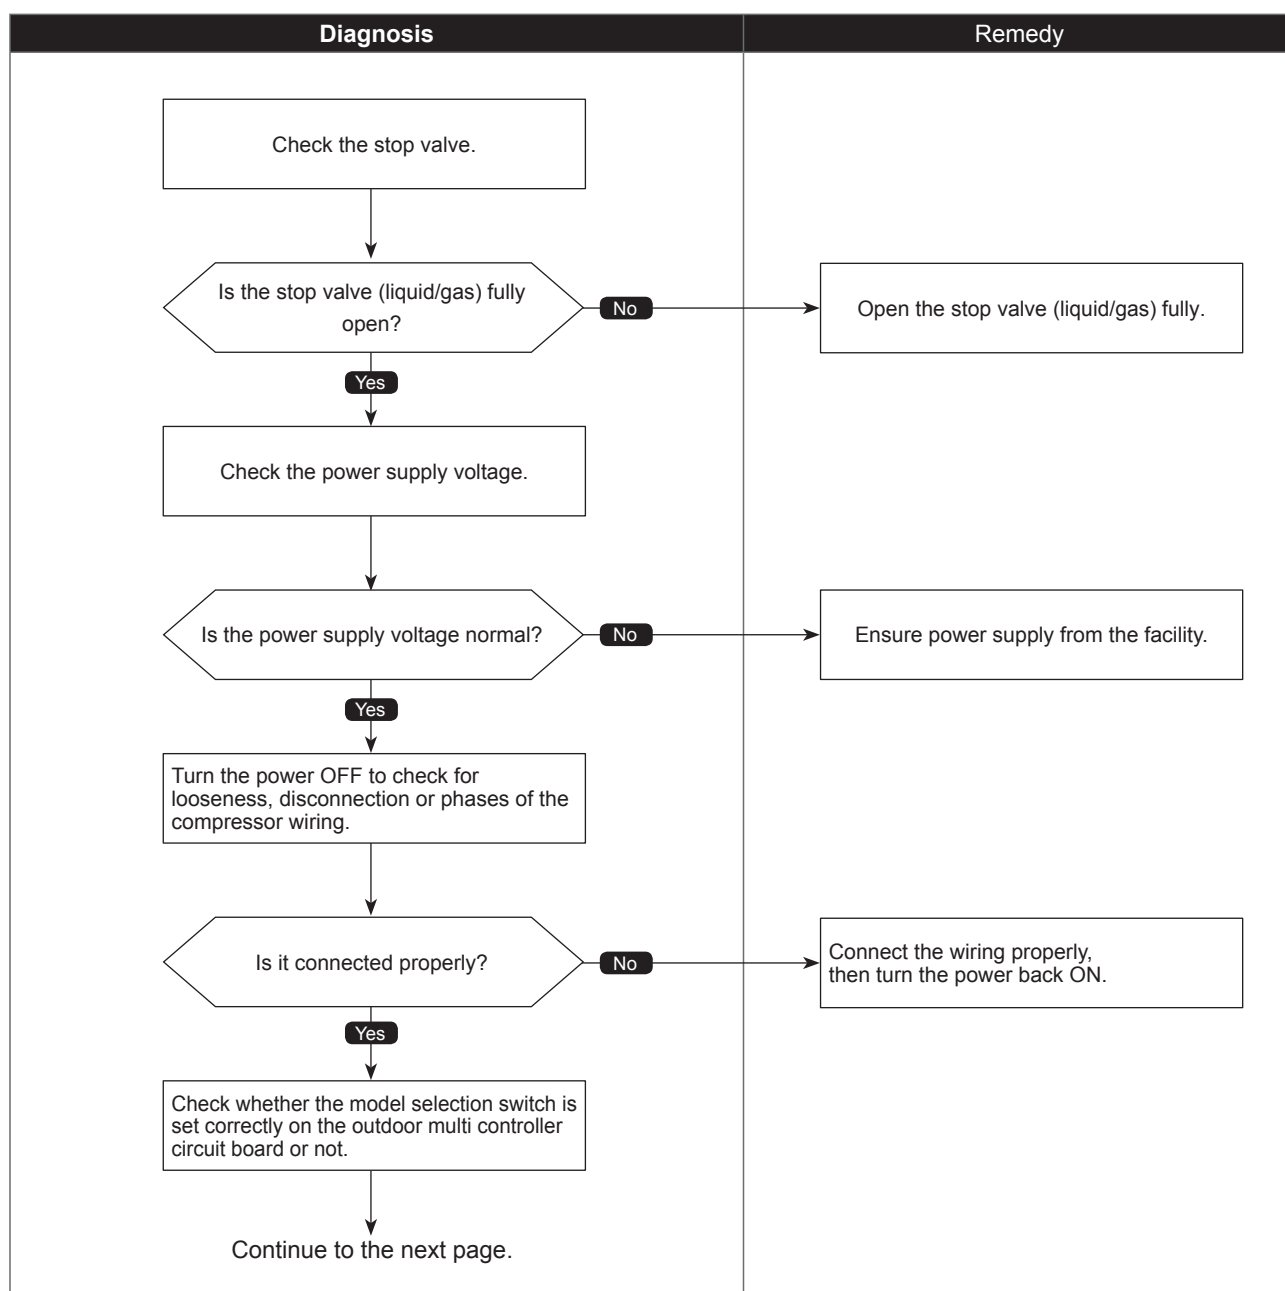 Diagnosis
Remedy
Check the stop valve.
Is the stop valve (liquid/gas) fully
open?
No
Open the stop valve (liquid/gas) fully.
Yes
Check the power supply voltage.
Is the power supply voltage normal?
No
Ensure power supply from the facility.
Yes
Turn the power OFF to check for
looseness, disconnection or phases of the
compressor wiring.
Is it connected properly?
No
Connect the wiring properly,
then turn the power back ON.
Yes
Check whether the model selection switch is
set correctly on the outdoor multi controller
circuit board or not.
Continue to the next page.